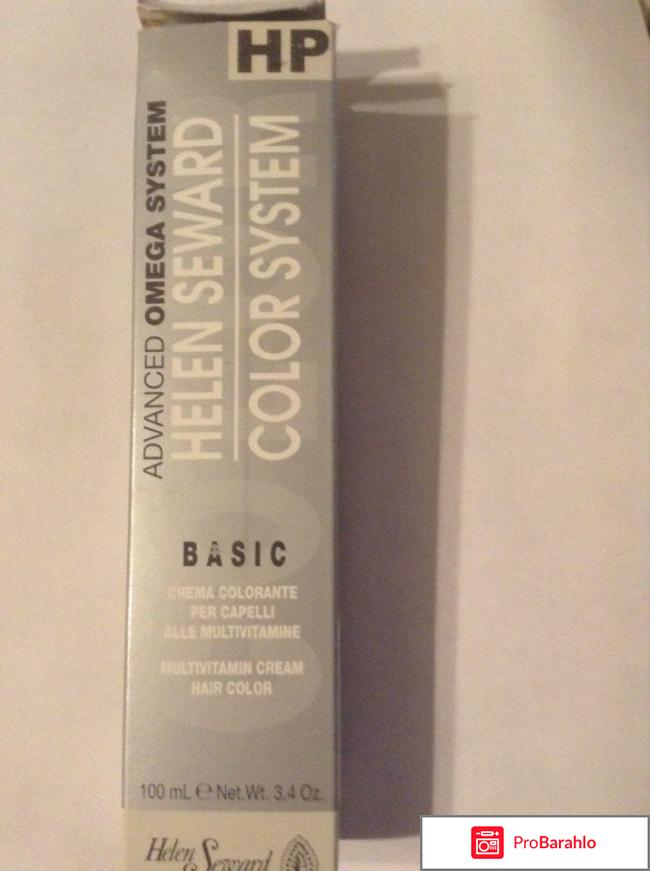 HP
ADVANCED OMEGA SYSTEM
HELEN SEWARD
COLOR SYSTEM
BASIC
CREMA COLORANTE
PER CAPELLI
ALLE MULTIVITAMINE
MULTIVITAMIN CREAM
HAIR COLOR
100 mL ℮ Net.Wt. 3.4 Oz.
Helen Seward
ProBarahlo